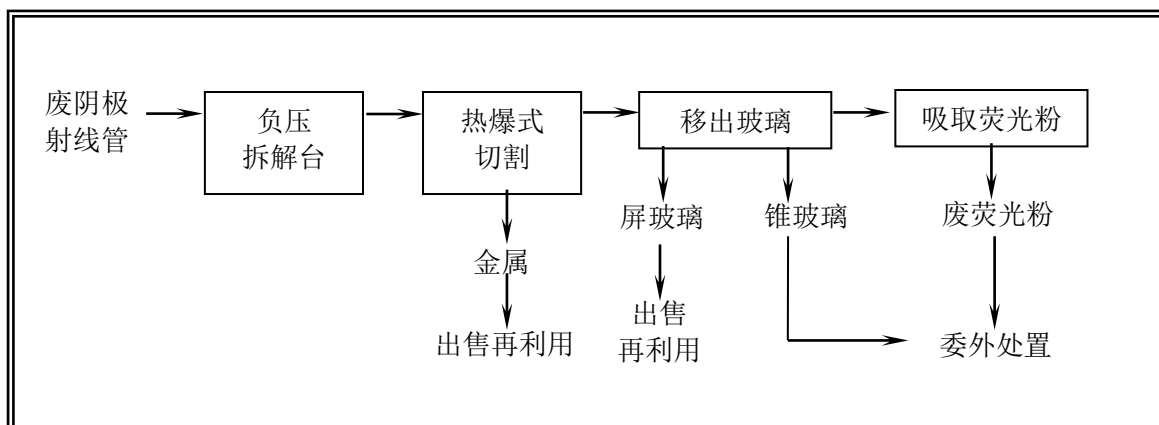 废阴极
射线管
负压
拆解台
热爆式
切割
移出玻璃
吸取荧光粉
屏玻璃
锥玻璃
废荧光粉
金属
出售
再利用
出售再利用
委外处置